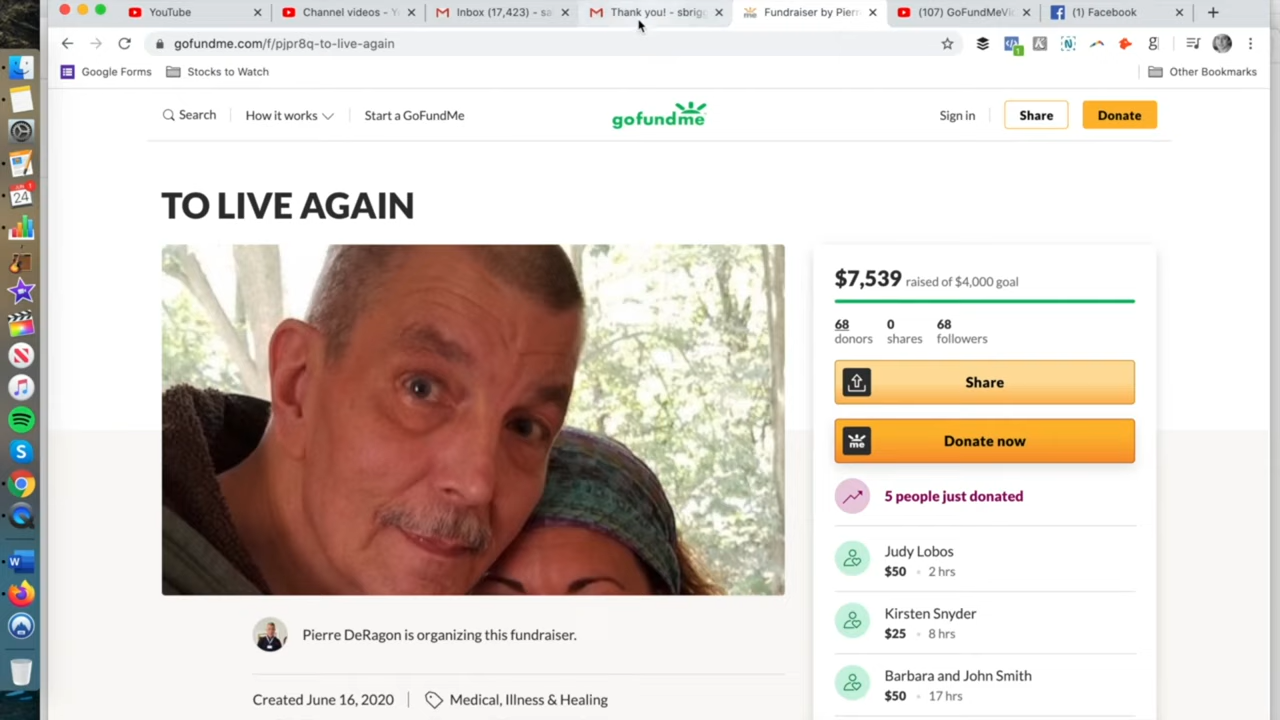 YouTube
Channel videos - Y
Inbox (17,423) - sa
Thank you! - sbrigg
Fundraiser by Pierr
(107) GoFundMeVi
(1) Facebook
gofundme.com/f/pjpr8q-to-live-again
Google Forms
Stocks to Watch
Other Bookmarks
Search
How it works
Start a GoFundMe
gofundme
Sign in
Share
Donate
TO LIVE AGAIN
$7,539 raised of $4,000 goal
68 donors
0 shares
68 followers
Share
me
Donate now
5 people just donated
Judy Lobos
$50 • 2 hrs
Kirsten Snyder
$25 • 8 hrs
Barbara and John Smith
$50 • 17 hrs
Pierre DeRagon is organizing this fundraiser.
Created June 16, 2020
Medical, Illness & Healing
24